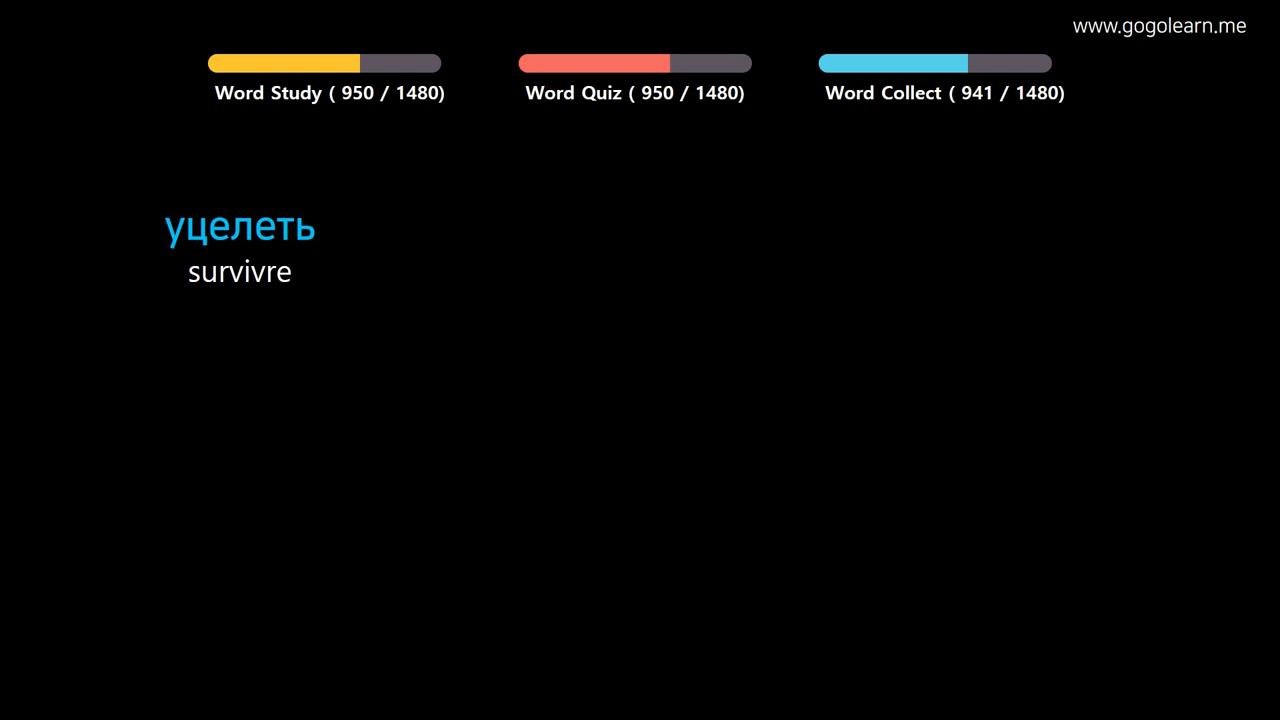 www.gogolearn.me
Word Study ( 950 / 1480)
Word Quiz ( 950 / 1480)
Word Collect ( 941 / 1480)
уцелеть
survivre